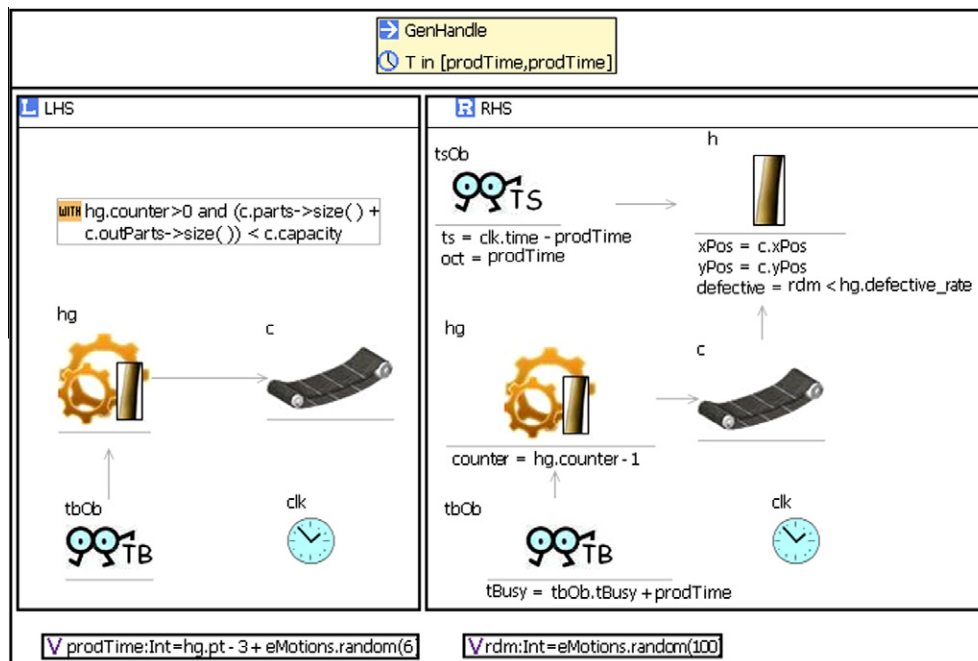 GenHandle
T in [prodTime,prodTime]
L LHS
WITH hg.counter>0 and (c.parts->size() +
c.outParts->size()) < c.capacity
hg
c
tbOb
TB
clk
R RHS
tsOb
TS
ts = clk.time - prodTime
oct = prodTime
h
xPos = c.xPos
yPos = c.yPos
defective = rdm < hg.defective_rate
hg
counter = hg.counter - 1
c
tbOb
TB
tBusy = tbOb.tBusy + prodTime
clk
V prodTime:Int=hg.pt - 3 + eMotions.random(6
V rdm:Int=eMotions.random(100)